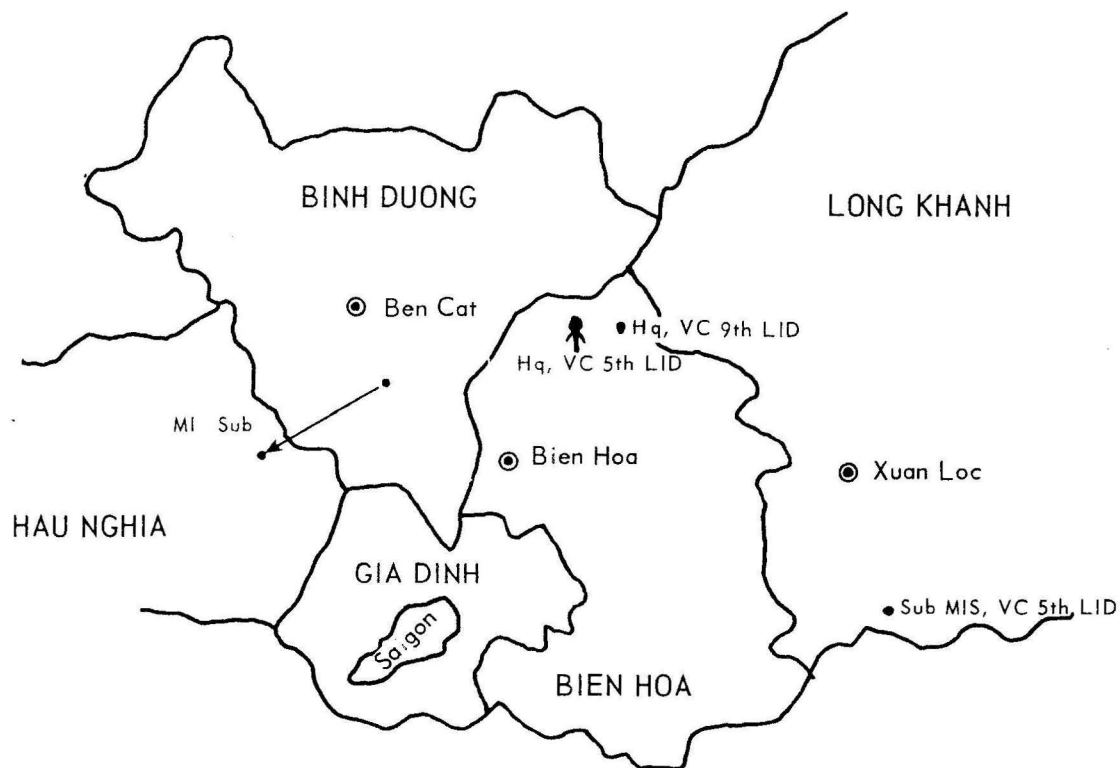 BINH DUONG
LONG KHANH
Ben Cat
Hq, VC 9th LID
Hq, VC 5th LID
MI Sub
Bien Hoa
Xuan Loc
HAU NGHIA
GIA DINH
Sub MIS, VC 5th LID
Saigon
BIEN HOA